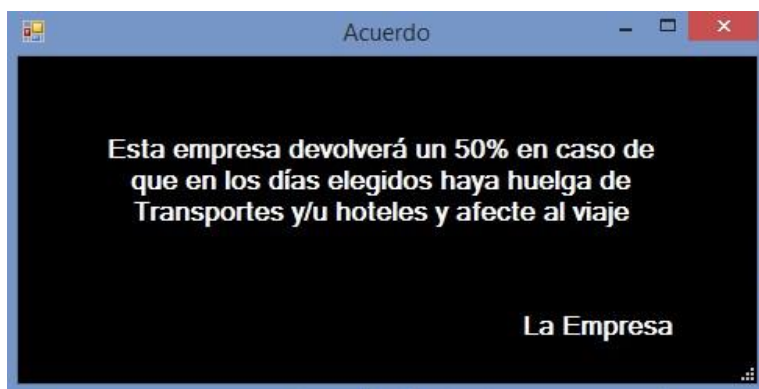 Acuerdo
Esta empresa devolverá un 50% en caso de
que en los días elegidos haya huelga de
Transportes y/u hoteles y afecte al viaje
La Empresa